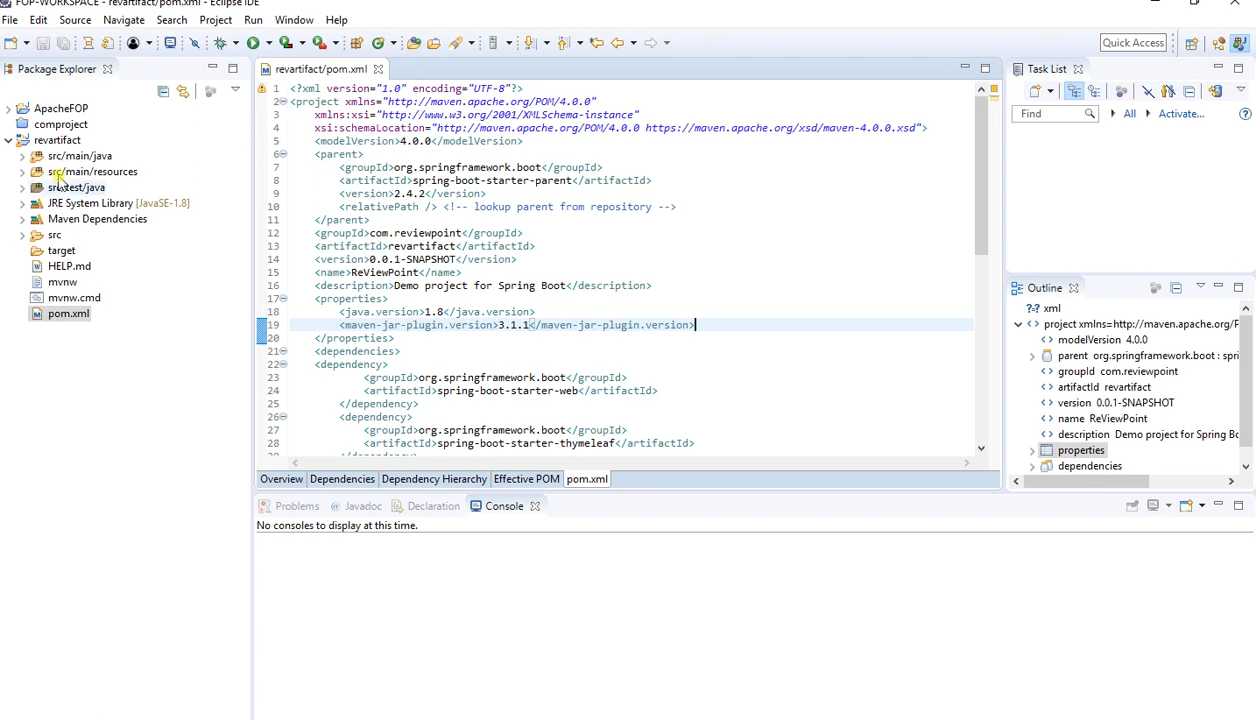 FOP-WORKSPACE - revartifact/pom.xml - Eclipse IDE
File Edit Source Navigate Search Project Run Window Help
Quick Access
Package Explorer
ApacheFOP
comproject
revartifact
src/main/java
src/main/resources
src/test/java
JRE System Library [JavaSE-1.8]
Maven Dependencies
src
target
HELP.md
mvnw
mvnw.cmd
pom.xml
revartifact/pom.xml
1 <?xml version="1.0" encoding="UTF-8"?>
2 <project xmlns="http://maven.apache.org/POM/4.0.0"
3 xmlns:xsi="http://www.w3.org/2001/XMLSchema-instance"
4 xsi:schemaLocation="http://maven.apache.org/POM/4.0.0 https://maven.apache.org/xsd/maven-4.0.0.xsd">
5 <modelVersion>4.0.0</modelVersion>
6 <parent>
7 <groupId>org.springframework.boot</groupId>
8 <artifactId>spring-boot-starter-parent</artifactId>
9 <version>2.4.2</version>
10 <relativePath /> <!-- lookup parent from repository -->
11 </parent>
12 <groupId>com.reviewpoint</groupId>
13 <artifactId>revartifact</artifactId>
14 <version>0.0.1-SNAPSHOT</version>
15 <name>ReViewPoint</name>
16 <description>Demo project for Spring Boot</description>
17 <properties>
18 <java.version>1.8</java.version>
19 <maven-jar-plugin.version>3.1.1</maven-jar-plugin.version>
20 </properties>
21 <dependencies>
22 <dependency>
23 <groupId>org.springframework.boot</groupId>
24 <artifactId>spring-boot-starter-web</artifactId>
25 </dependency>
26 <dependency>
27 <groupId>org.springframework.boot</groupId>
28 <artifactId>spring-boot-starter-thymeleaf</artifactId>
Overview Dependencies Dependency Hierarchy Effective POM pom.xml
Problems Javadoc Declaration Console
No consoles to display at this time.
Task List
Find All Activate...
Outline
xml
project xmlns=http://maven.apache.org/P
modelVersion 4.0.0
parent org.springframework.boot : spri
groupId com.reviewpoint
artifactId revartifact
version 0.0.1-SNAPSHOT
name ReViewPoint
description Demo project for Spring Bo
properties
dependencies